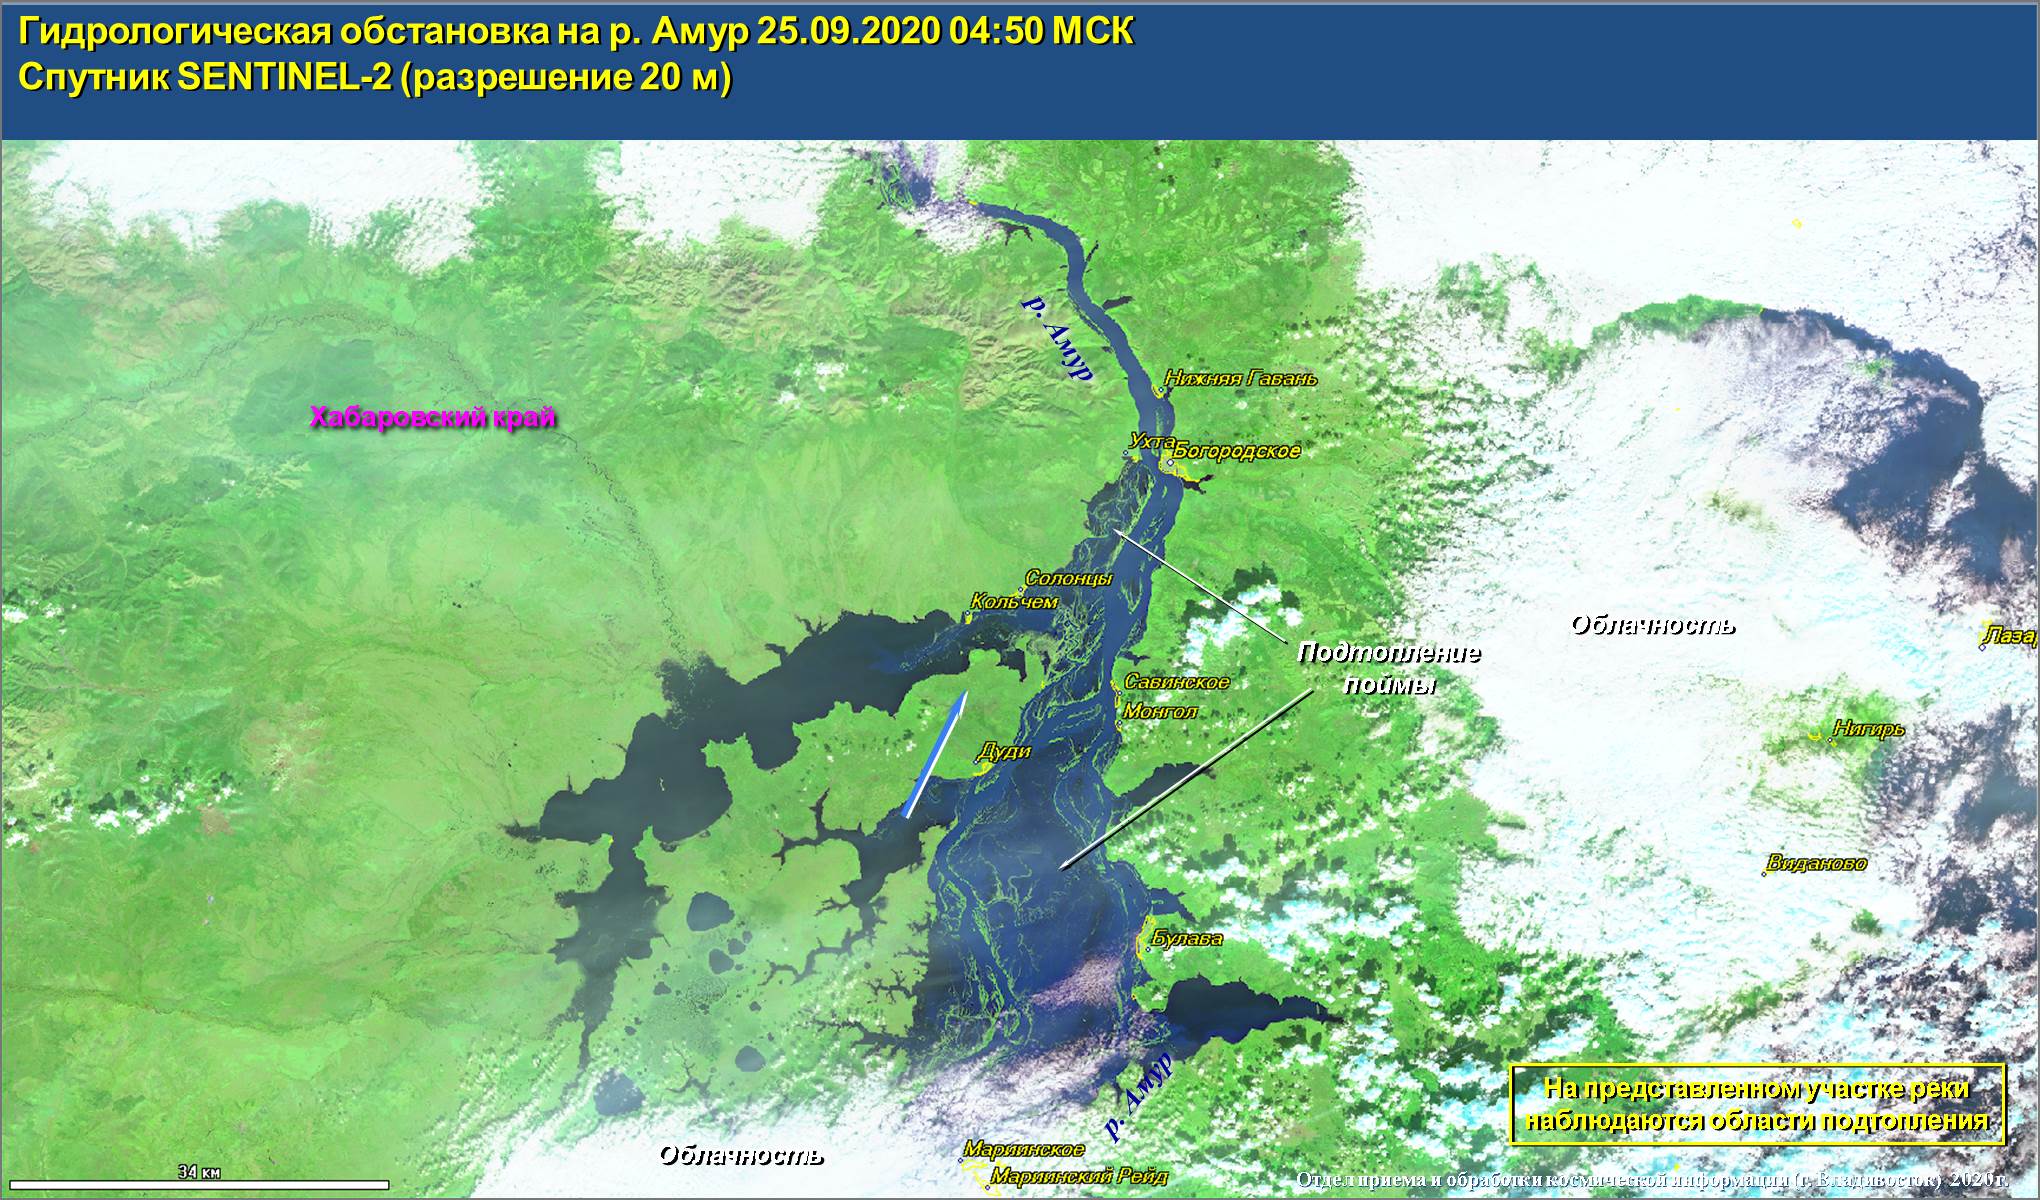 Гидрологическая обстановка на р. Амур 25.09.2020 04:50 МСК
Спутник SENTINEL-2 (разрешение 20 м)
р. Амур
Нижняя Гавань
Хабаровский край
Ухта
Богородское
Солонцы
Кольчем
Облачность
Лаза
Подтопление
поймы
Савинское
Монгол
Нигирь
Дуди
Виданово
Булава
р. Амур
На представленном участке реки
наблюдаются области подтопления
Облачность
Мариинское
Мариинский Рейд
34 км
Отдел приема и обработки космической информации (г. Владивосток) 2020 г.